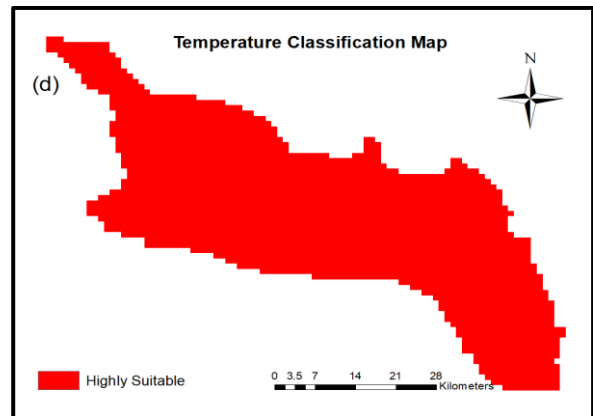 Temperature Classification Map
N
(d)
Highly Suitable
0 3.5 7 14 21 28
Kilometers